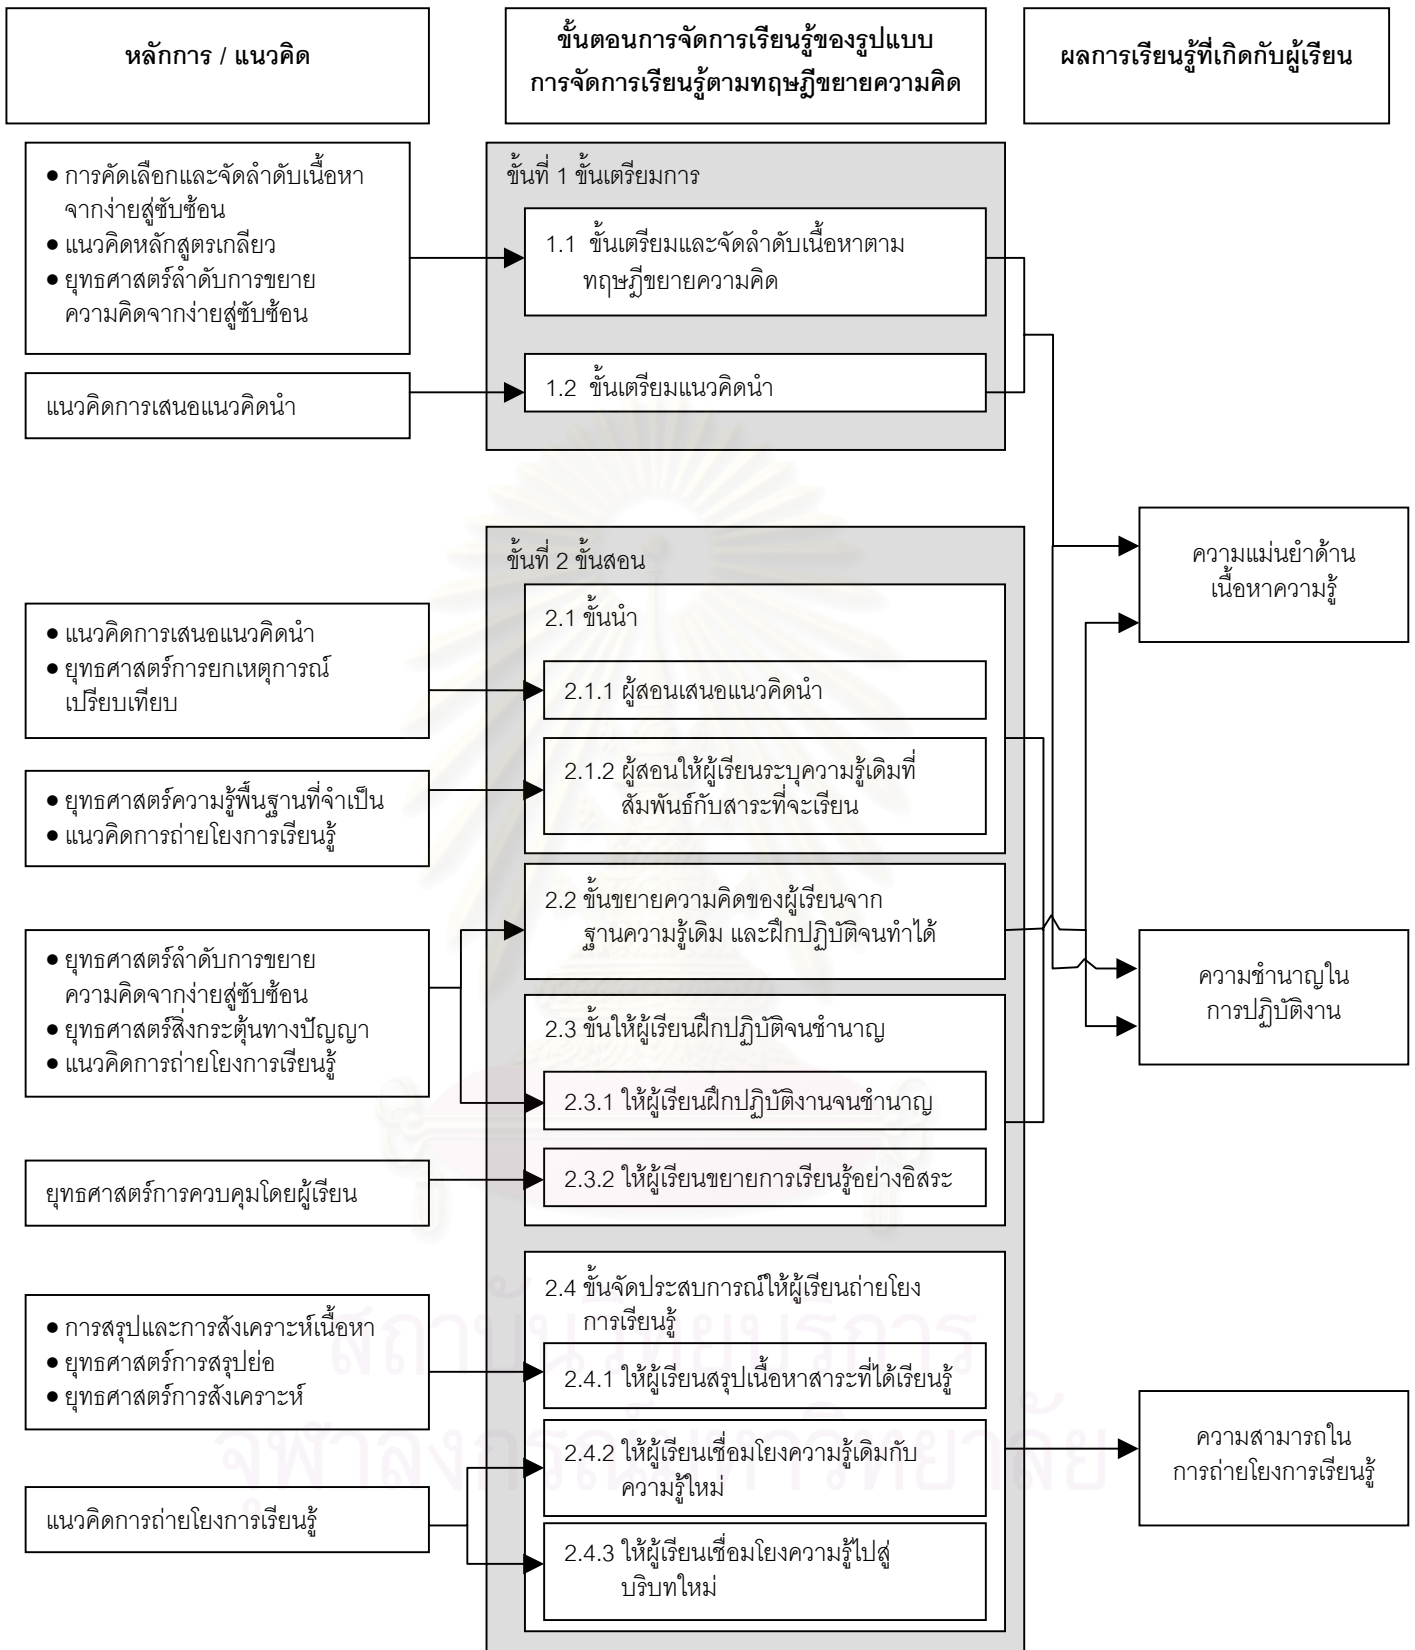 หลักการ / แนวคิด
ขั้นตอนการจัดการเรียนรู้ของรูปแบบ
การจัดการเรียนรู้ตามทฤษฎีขยายความคิด
ผลการเรียนรู้ที่เกิดกับผู้เรียน
• การคัดเลือกและจัดลำดับเนื้อหา
จากง่ายสู่ซับซ้อน
• แนวคิดหลักสูตรเกลียว
• ยุทธศาสตร์ลำดับการขยาย
ความคิดจากง่ายสู่ซับซ้อน
แนวคิดการเสนอแนวคิดนำ
ขั้นที่ 1 ขั้นเตรียมการ
1.1 ขั้นเตรียมและจัดลำดับเนื้อหาตาม
ทฤษฎีขยายความคิด
1.2 ขั้นเตรียมแนวคิดนำ
• แนวคิดการเสนอแนวคิดนำ
• ยุทธศาสตร์การยกเหตุการณ์
เปรียบเทียบ
• ยุทธศาสตร์ความรู้พื้นฐานที่จำเป็น
• แนวคิดการถ่ายโยงการเรียนรู้
• ยุทธศาสตร์ลำดับการขยาย
ความคิดจากง่ายสู่ซับซ้อน
• ยุทธศาสตร์สิ่งกระตุ้นทางปัญญา
• แนวคิดการถ่ายโยงการเรียนรู้
ยุทธศาสตร์การควบคุมโดยผู้เรียน
• การสรุปและการสังเคราะห์เนื้อหา
• ยุทธศาสตร์การสรุปย่อ
• ยุทธศาสตร์การสังเคราะห์
แนวคิดการถ่ายโยงการเรียนรู้
ขั้นที่ 2 ขั้นสอน
2.1 ขั้นนำ
2.1.1 ผู้สอนเสนอแนวคิดนำ
2.1.2 ผู้สอนให้ผู้เรียนระบุความรู้เดิมที่
สัมพันธ์กับสาระที่จะเรียน
2.2 ขั้นขยายความคิดของผู้เรียนจาก
ฐานความรู้เดิม และฝึกปฏิบัติจนทำได้
2.3 ขั้นให้ผู้เรียนฝึกปฏิบัติจนชำนาญ
2.3.1 ให้ผู้เรียนฝึกปฏิบัติงานจนชำนาญ
2.3.2 ให้ผู้เรียนขยายการเรียนรู้อย่างอิสระ
2.4 ขั้นจัดประสบการณ์ให้ผู้เรียนถ่ายโยง
การเรียนรู้
2.4.1 ให้ผู้เรียนสรุปเนื้อหาสาระที่ได้เรียนรู้
2.4.2 ให้ผู้เรียนเชื่อมโยงความรู้เดิมกับ
ความรู้ใหม่
2.4.3 ให้ผู้เรียนเชื่อมโยงความรู้ไปสู่
บริบทใหม่
ความแม่นยำด้าน
เนื้อหาความรู้
ความชำนาญใน
การปฏิบัติงาน
ความสามารถใน
การถ่ายโยงการเรียนรู้
สถาบันวิทยบริการ
จุฬาลงกรณ์มหาวิทยาลัย